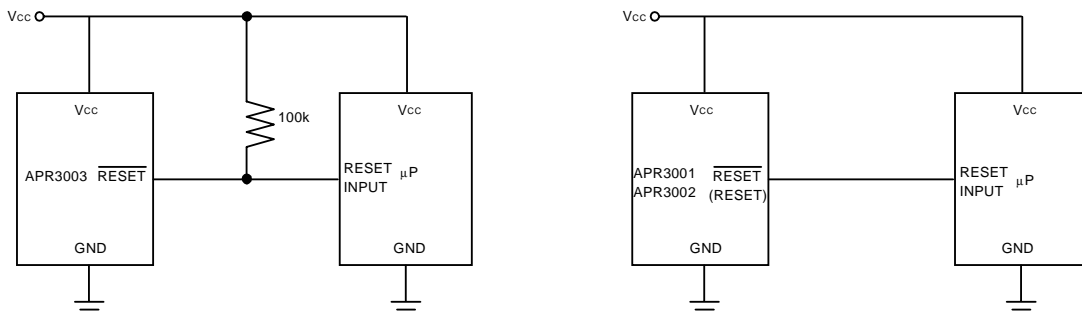 Vcc
Vcc
100k
Vcc
APR3003 RESET
RESET μP
INPUT
GND
GND
Vcc
Vcc
Vcc
APR3001 RESET
APR3002 (RESET)
RESET μP
INPUT
GND
GND